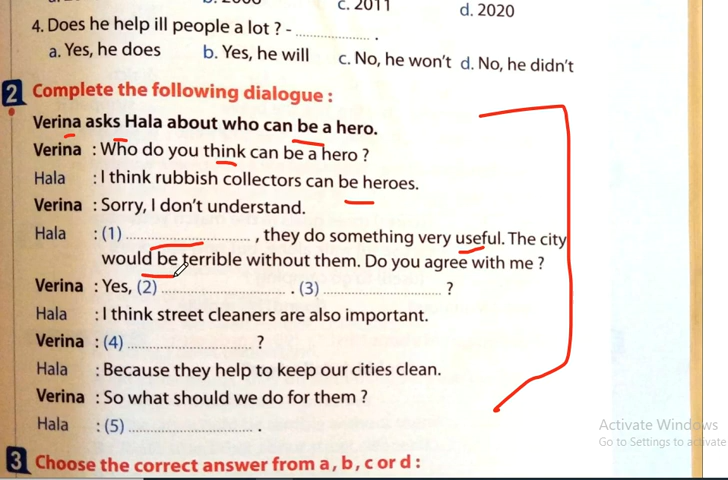 c. 2011
d. 2020
4. Does he help ill people a lot ? - .................... .
a. Yes, he does b. Yes, he will c. No, he won't d. No, he didn't
2 Complete the following dialogue :
Verina asks Hala about who can be a hero.
Verina : Who do you think can be a hero ?
Hala : I think rubbish collectors can be heroes.
Verina : Sorry, I don't understand.
Hala : (1) .............................. , they do something very useful. The city
would be terrible without them. Do you agree with me ?
Verina : Yes, (2) .............................. . (3) .............................. ?
Hala : I think street cleaners are also important.
Verina : (4) .............................. ?
Hala : Because they help to keep our cities clean.
Verina : So what should we do for them ?
Hala : (5) .............................. .
3 Choose the correct answer from a, b, c or d :
Activate Windows
Go to Settings to activate